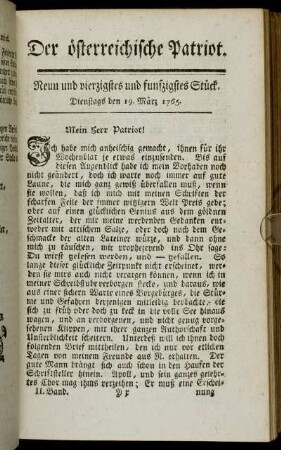 Der österreichische Patriot.
Neun und vierzigstes und funfzigstes Stück.
Dienstags den 19. März 1765.
Mein Herr Patriot!
Ich habe mich anheischig gemacht, ihnen für ihr
Wochenblat je etwas einzusenden. Bis auf
diesen Augenblick habe ich mein Vorhaben noch
nicht geändert, doch ich warte noch immer auf gute
Laune, die mich ganz gewiß überfallen muß, wenn
sie wollen, daß ich mich mit meinen Schriften der
scharfen Feile der immer witzigern Welt Preis gebe;
oder auf einen glücklichen Genius aus dem göldnen
Zeitalter, der mit meine werdenden Gedanken ent-
weder mit attischem Salze, oder doch nach dem Ge-
schmacke der alten Lateiner würze, und dann ohne
mich zu täuschen, mir prophezeyend ins Ohr sage:
Du wirst gelesen werden, und — gefallen. So
lange dieser glückliche Zeitpunkt nicht erscheinet, wer-
den sie mirs auch nicht verargen können, wenn ich in
meiner Schreibstube verborgen stecke, und daraus, wie
aus einer sichern Warte eines Vorgebürges, die Stür-
me und Gefahren derjenigen mitleidig beobachte, die
sich zu früh oder doch zu keck in die volle See hinaus
wagen, und an verborgenen, und nicht genug vorge-
sehenen Klippen, mit ihrer ganzen Authorschaft und
Unsterblichkeit scheitern. Unterdeß will ich ihnen doch
folgenden Brief mittheilen, den ich nur vor etlichen
Tagen von meinem Freunde aus N. erhalten. Der
gute Mann drängt sich auch schon in den Haufen der
Schriftsteller hinein. Apoll, und sein ganzes gelehr-
tes Chor mag ihms verzeihen; Er muß eine Erschei-
II. Band. Y x nung